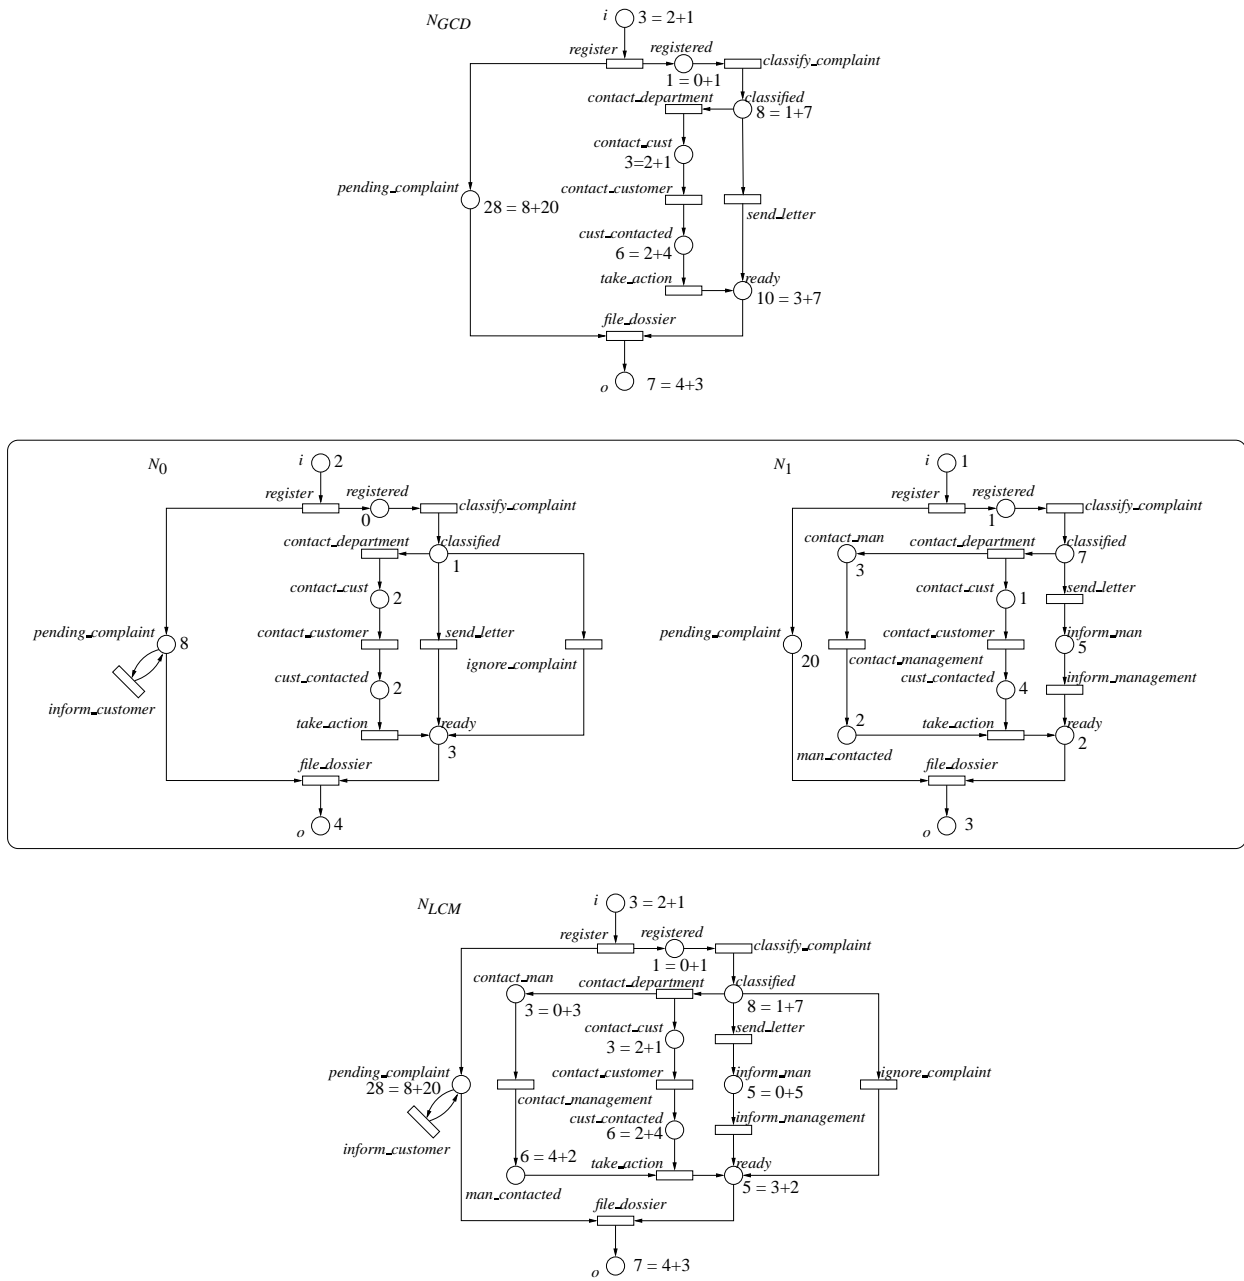 N_GCD
i 3 = 2+1
register registered
classify_complaint
1 = 0+1
contact_department classified
8 = 1+7
contact_cust
3=2+1
pending_complaint contact_customer
28 = 8+20 send_letter
cust_contacted
6 = 2+4
take_action ready
10 = 3+7
file_dossier
o 7 = 4+3
N_0
i 2
register registered
classify_complaint
0
contact_department classified
1
contact_cust
2
pending_complaint contact_customer send_letter
8
ignore_complaint
cust_contacted
2
inform_customer
take_action ready
3
file_dossier
o 4
N_1
i 1
register registered
classify_complaint
1
contact_man contact_department classified
3 7
contact_cust send_letter
1
pending_complaint contact_customer inform_man
20 5
contact_management
cust_contacted inform_management
4
2 take_action ready
2
man_contacted
file_dossier
o 3
N_LCM
i 3 = 2+1
register registered
classify_complaint
1 = 0+1
contact_man contact_department classified
3 = 0+3 8 = 1+7
contact_cust send_letter
3 = 2+1
pending_complaint contact_customer inform_man ignore_complaint
28 = 8+20 5 = 0+5
contact_management
cust_contacted inform_management
6 = 2+4
inform_customer
6 = 4+2 take_action ready
5 = 3+2
man_contacted
file_dossier
o 7 = 4+3